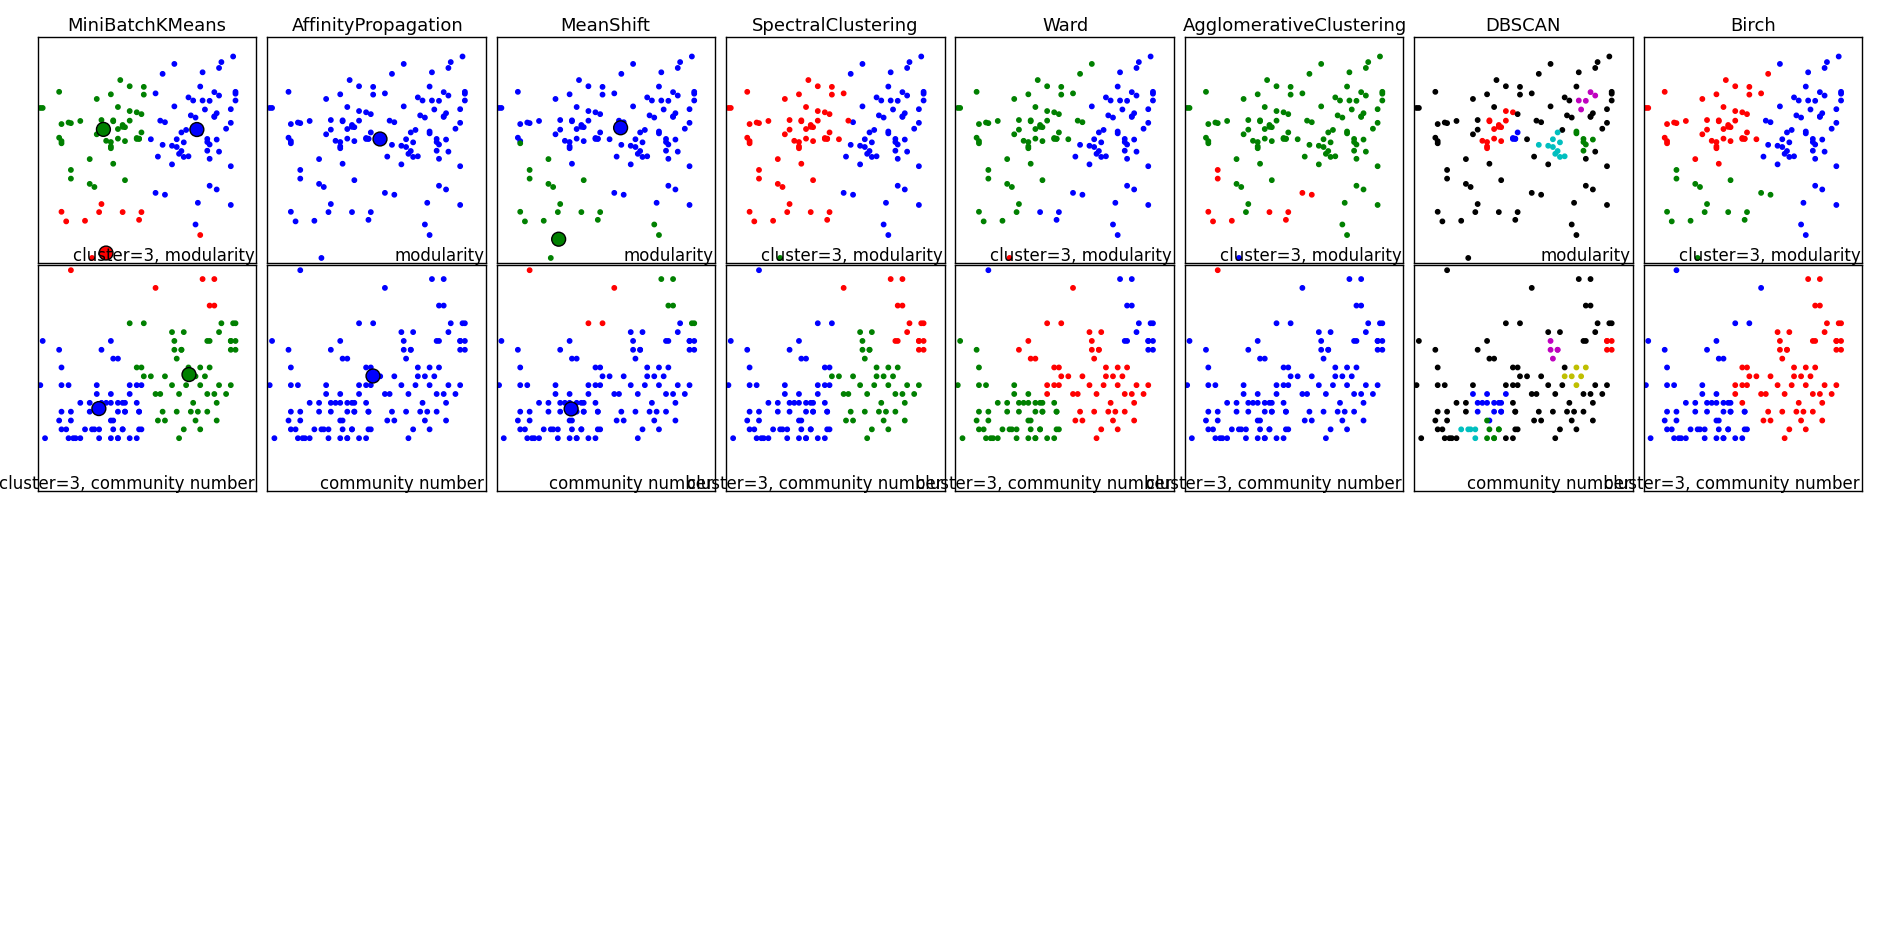 MiniBatchKMeans
AffinityPropagation
MeanShift
SpectralClustering
Ward
AgglomerativeClustering
DBSCAN
Birch
cluster=3, modularity
modularity
modularity
cluster=3, modularity
cluster=3, modularity
cluster=3, modularity
modularity
cluster=3, modularity
cluster=3, community number
community number
community number
cluster=3, community number
cluster=3, community number
cluster=3, community number
community number
cluster=3, community number